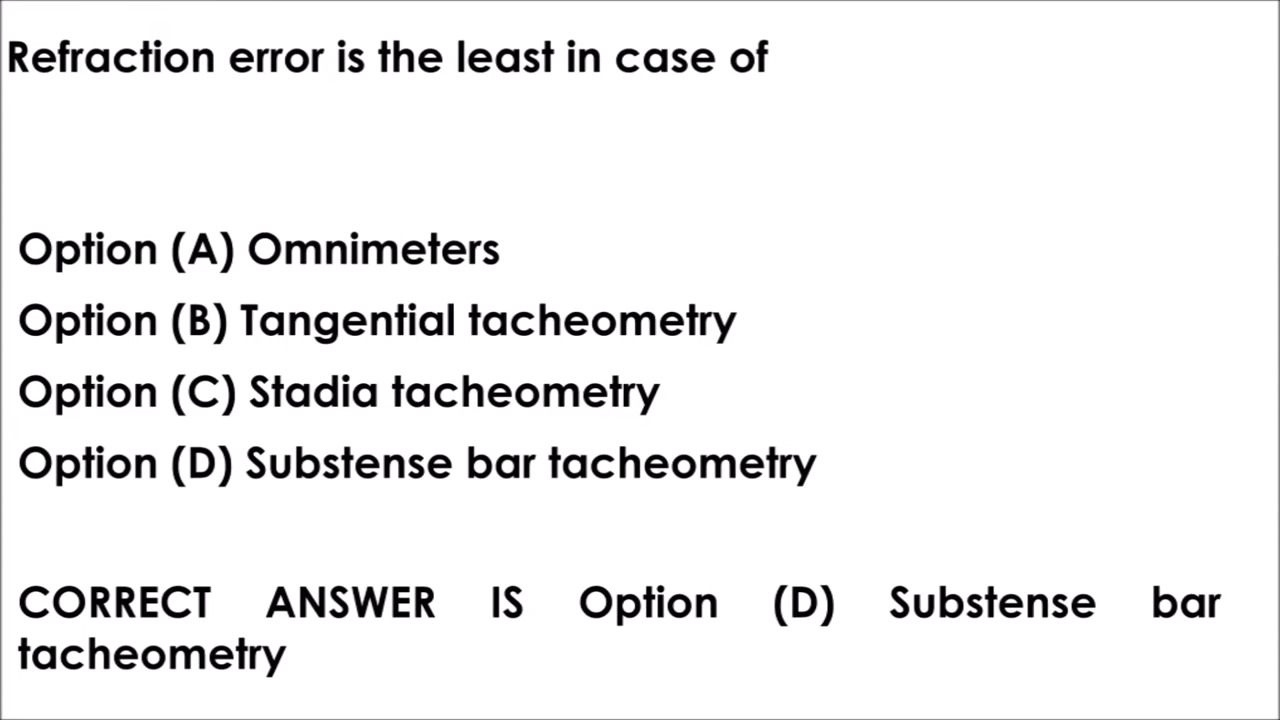 Refraction error is the least in case of
Option (A) Omnimeters
Option (B) Tangential tacheometry
Option (C) Stadia tacheometry
Option (D) Substense bar tacheometry
CORRECT ANSWER IS Option (D) Substense bar
tacheometry